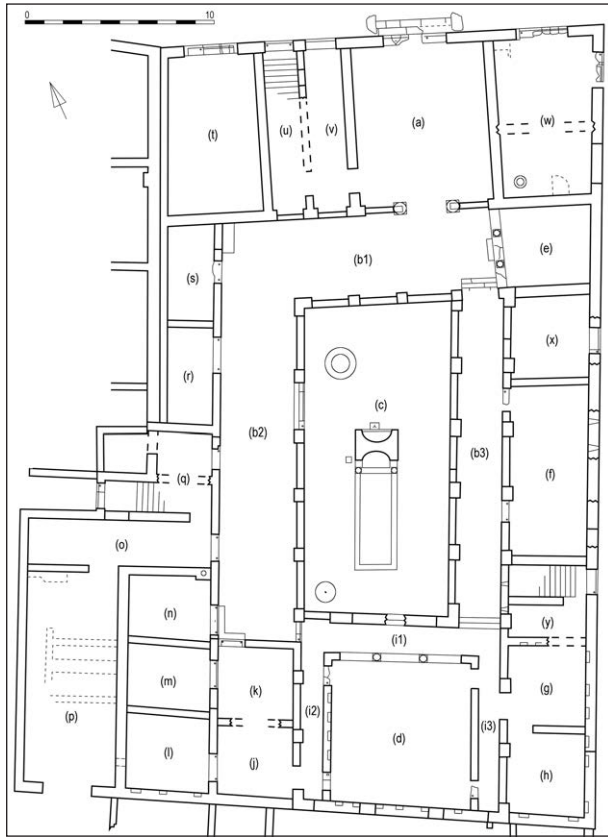 0 10
(t) (u) (v) (a) (w)
(s) (b1) (e)
(r) (b2) (c) (b3) (x)
(f)
(q)
(o)
(n) (i1) (y)
(m) (k) (i2) (d) (i3) (g)
(p) (l) (j) (h)